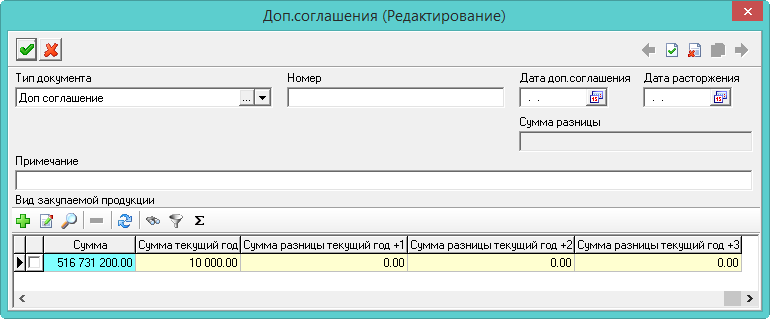 Доп.соглашения (Редактирование)
Тип документа Номер Дата доп.соглашения Дата расторжения
Доп соглашение ... . . . .
Сумма разницы
Примечание
Вид закупаемой продукции
Σ
Сумма Сумма текущий год Сумма разницы текущий год +1 Сумма разницы текущий год +2 Сумма разницы текущий год +3
516 731 200.00 10 000.00 0.00 0.00 0.00